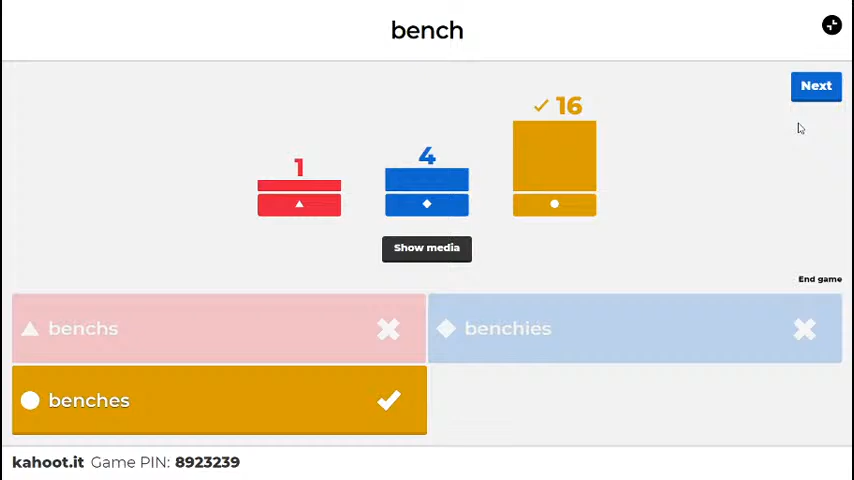 bench
Next
16
4
1
Show media
End game
benchs
benchies
benches
kahoot.it Game PIN: 8923239